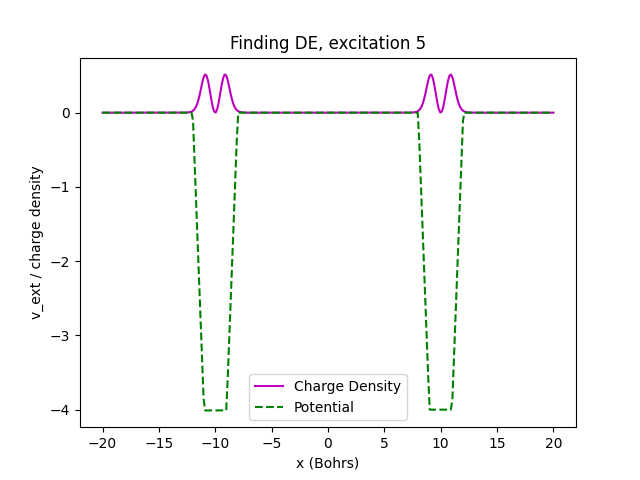 Finding DE, excitation 5
v_ext / charge density
0
−1
−2
−3
−4
Charge Density
Potential
−20 −15 −10 −5 0 5 10 15 20
x (Bohrs)